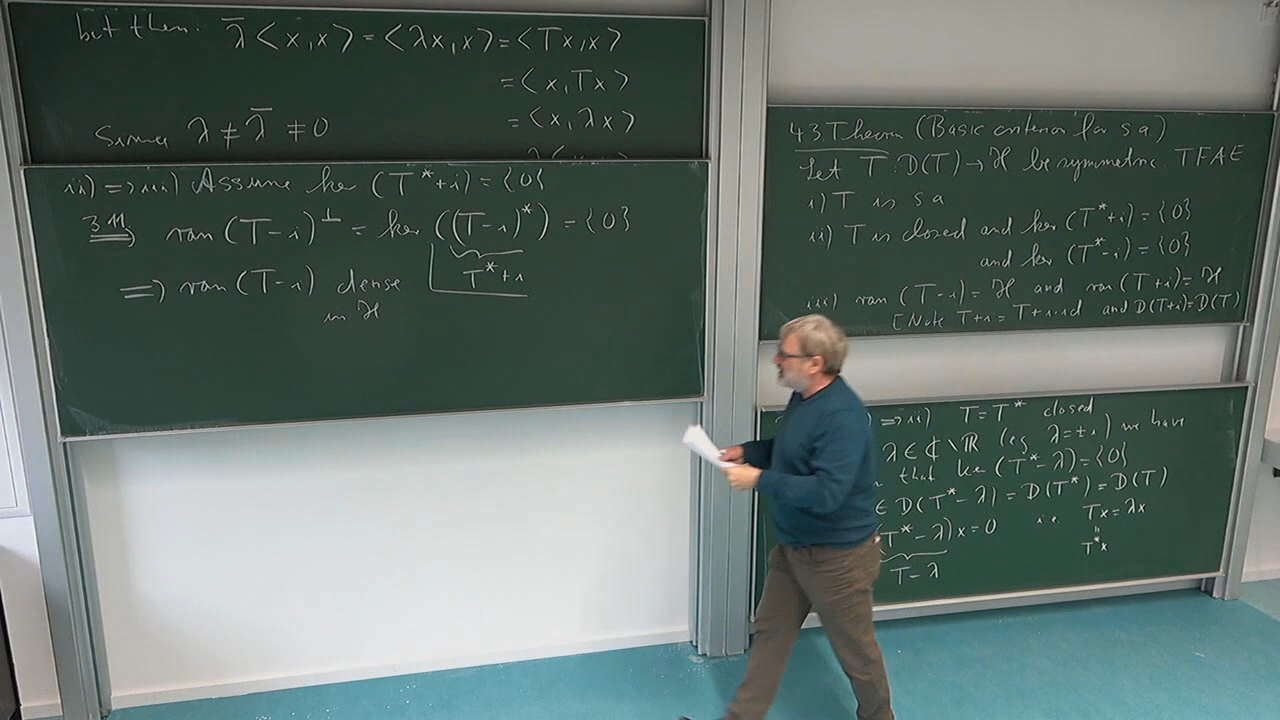 but then: λ̄<x,x> = <λx,x> = <Tx,x>
= <x,Tx>
= <x,λx>
Since λ ≠ λ̄ ≠ 0
ii) => iii) Assume ker (T*+i) = {0}
3.11 => ran (T-i)^⊥ = ker ((T-i)*) = {0}
T*+i
=> ran (T-i) dense
in ℋ
4.3 Theorem (Basic criterion for s a)
Let T: D(T) → ℋ be symmetric. TFAE
i) T is s a
ii) T is closed and ker (T*+i) = {0}
and ker (T*-i) = {0}
iii) ran (T-i) = ℋ and ran (T+i) = ℋ
[Note T+i = T+i·id and D(T+i) = D(T)
=> ii) T = T* closed
λ ∈ ℂ \ ℝ (eg λ = ±i) we have
that ker (T*-λ) = {0}
∈ D(T*-λ) = D(T*) = D(T)
(T*-λ)x = 0 i.e. Tx = λx
T-λ
"
T*x